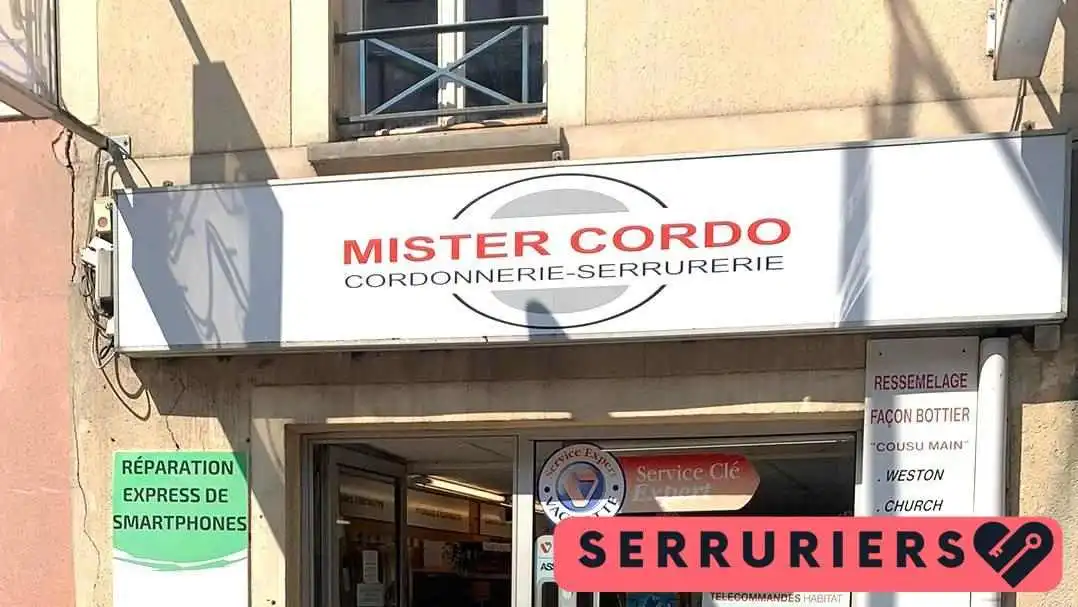 MISTER CORDO
CORDONNERIE-SERRURERIE
RESSEMELAGE
FAÇON BOTTIER
"COUSU MAIN"
. WESTON
. CHURCH
RÉPARATION
EXPRESS DE
SMARTPHONES
Service Expert
Service Clé
Expert
SERRURIERS
TÉLÉCOMMANDES HABITAT